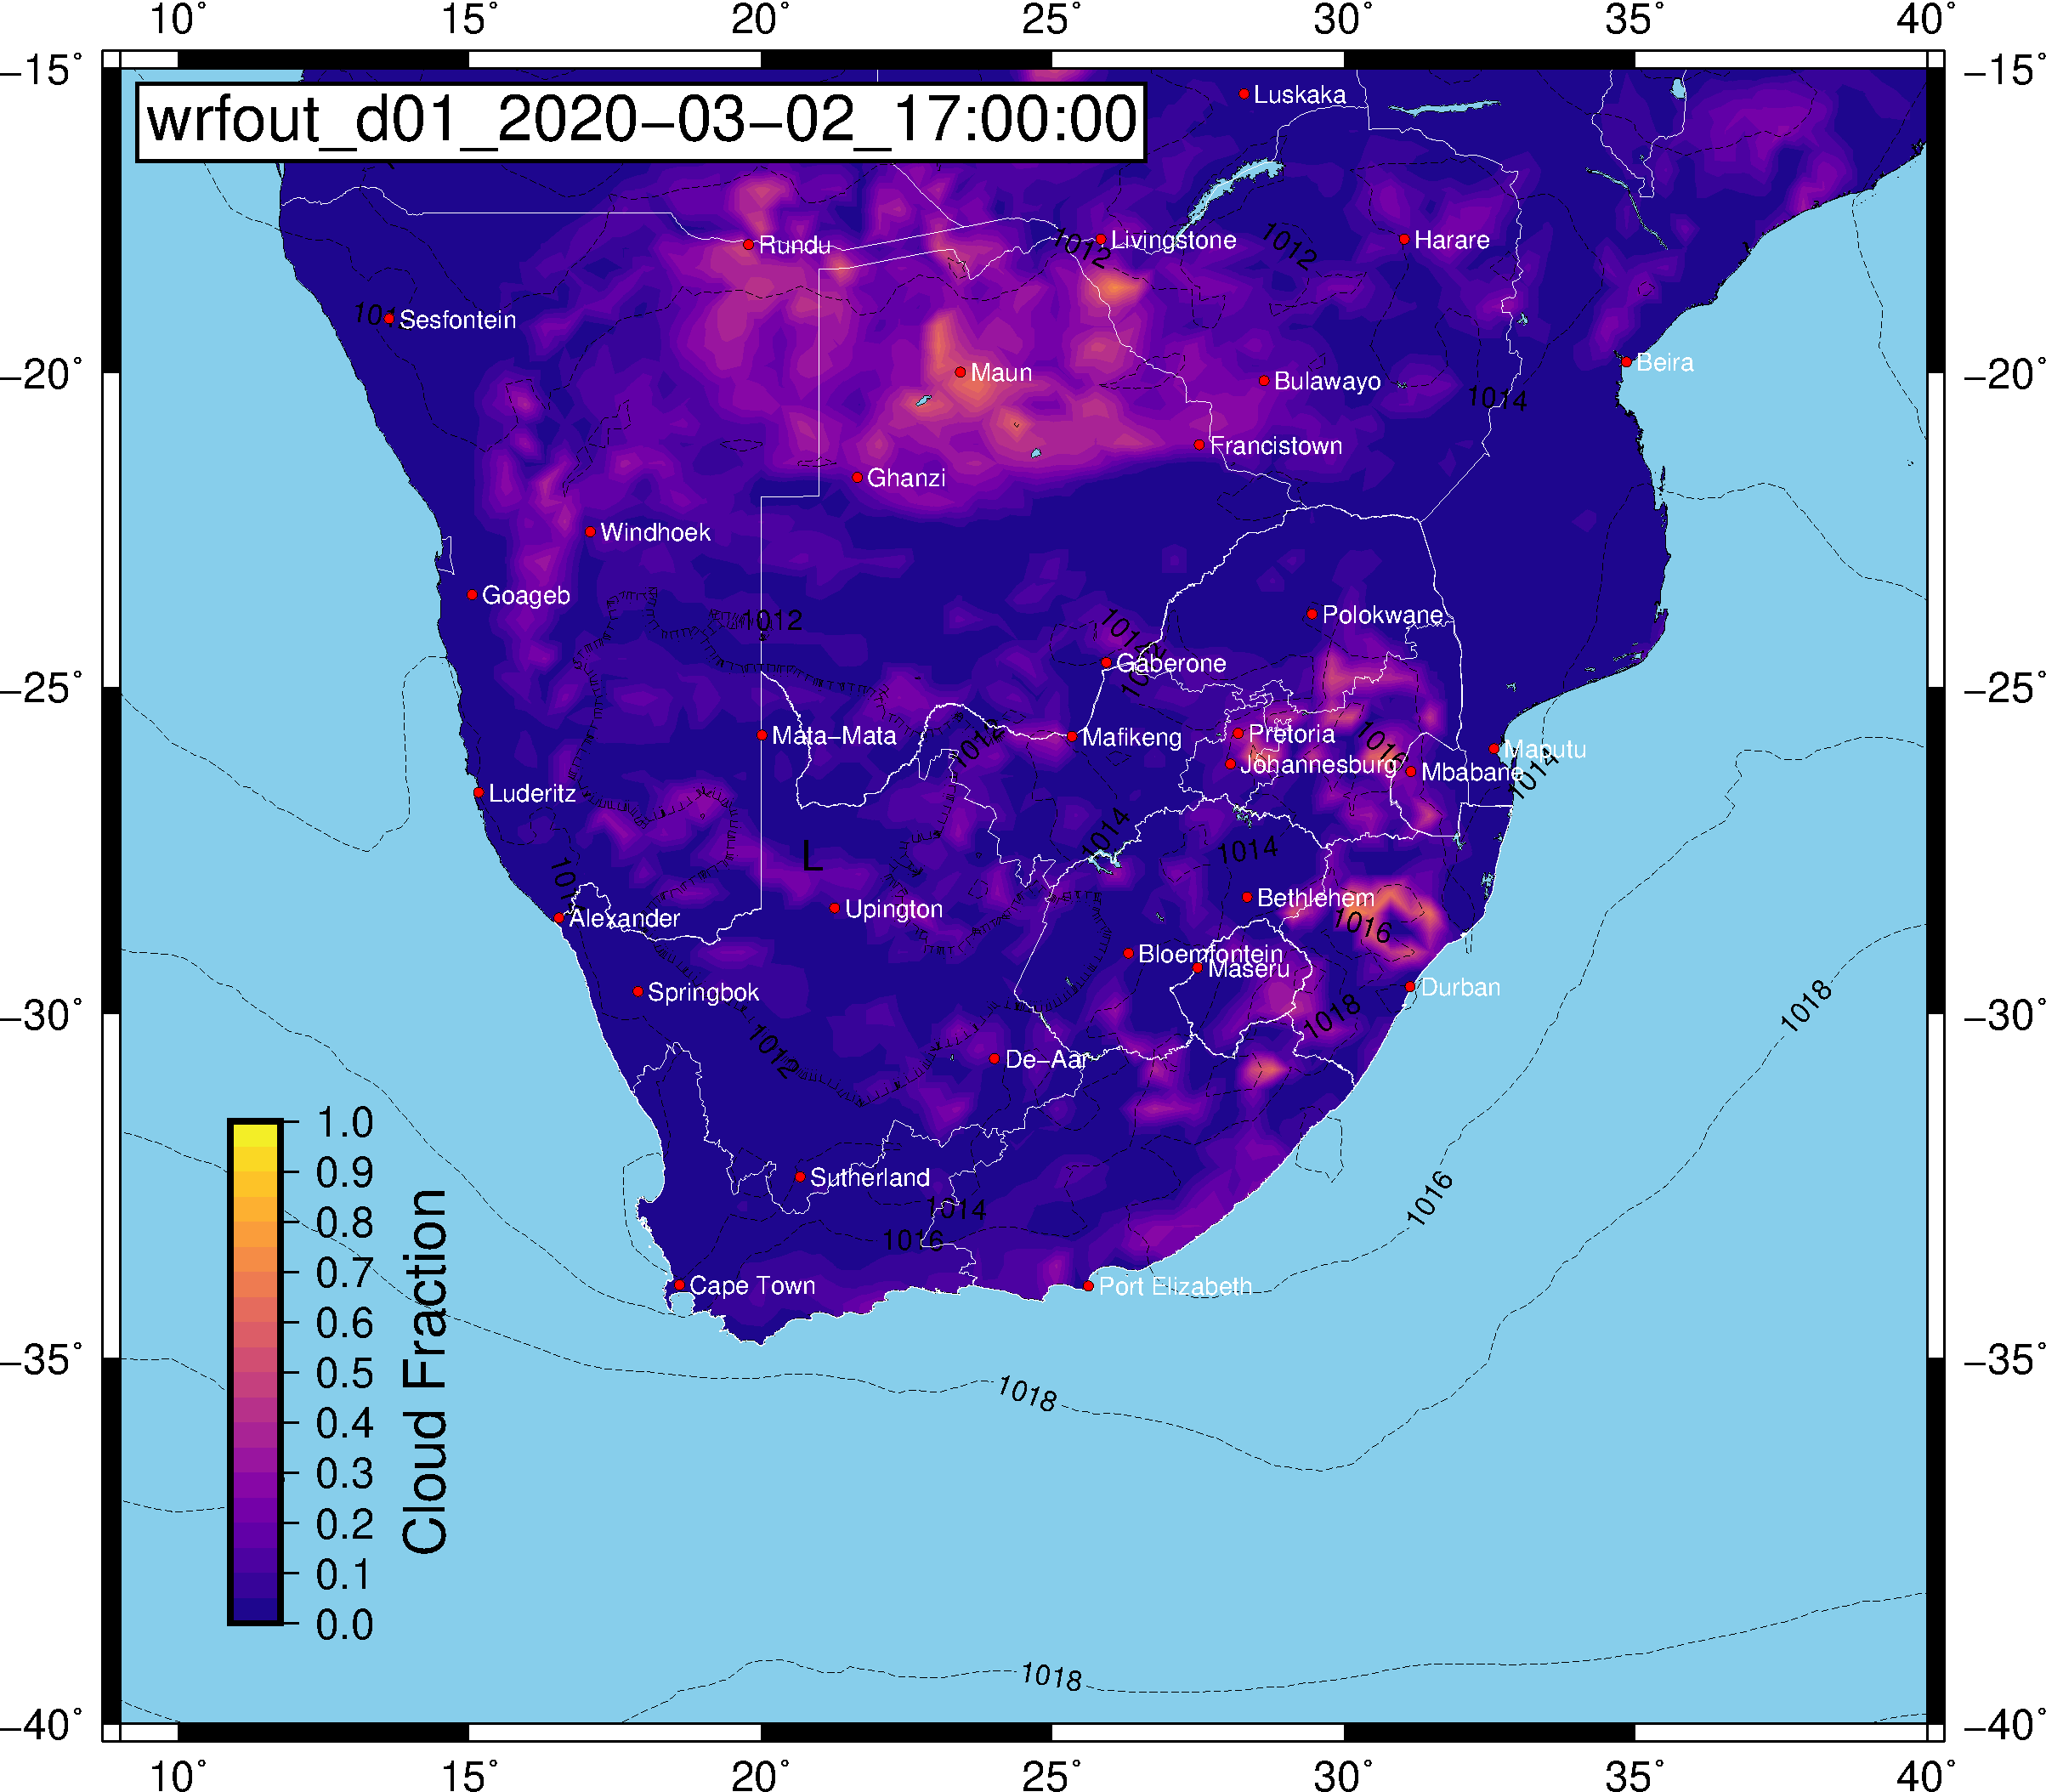 10° 15° 20° 25° 30° 35° 40°
−15° −15°
wrfout_d01_2020−03−02_17:00:00
Luskaka
Rundu
1012
Livingstone
1012
Harare
Sesfontein
−20° −20°
Maun
Bulawayo
Beira
1014
Francistown
Ghanzi
Windhoek
Goageb
1012
Polokwane
1012
Gaberone
−25° −25°
Mata−Mata
1012
Mafikeng
Pretoria
1016
Johannesburg
Mbabane
Maputu
1014
Luderitz
1014
1014
L
Alexander
Upington
Bethlehem
1016
Bloemfontein
Maseru
Springbok
Durban
1018
1018
−30° −30°
1012
De−Aar
Sutherland
1014
1016
1016
Cape Town
Port Elizabeth
−35° −35°
1018
1018
1.0
0.9
0.8
0.7
0.6
0.5
0.4
0.3
0.2
0.1
0.0
Cloud Fraction
−40° −40°
10° 15° 20° 25° 30° 35° 40°